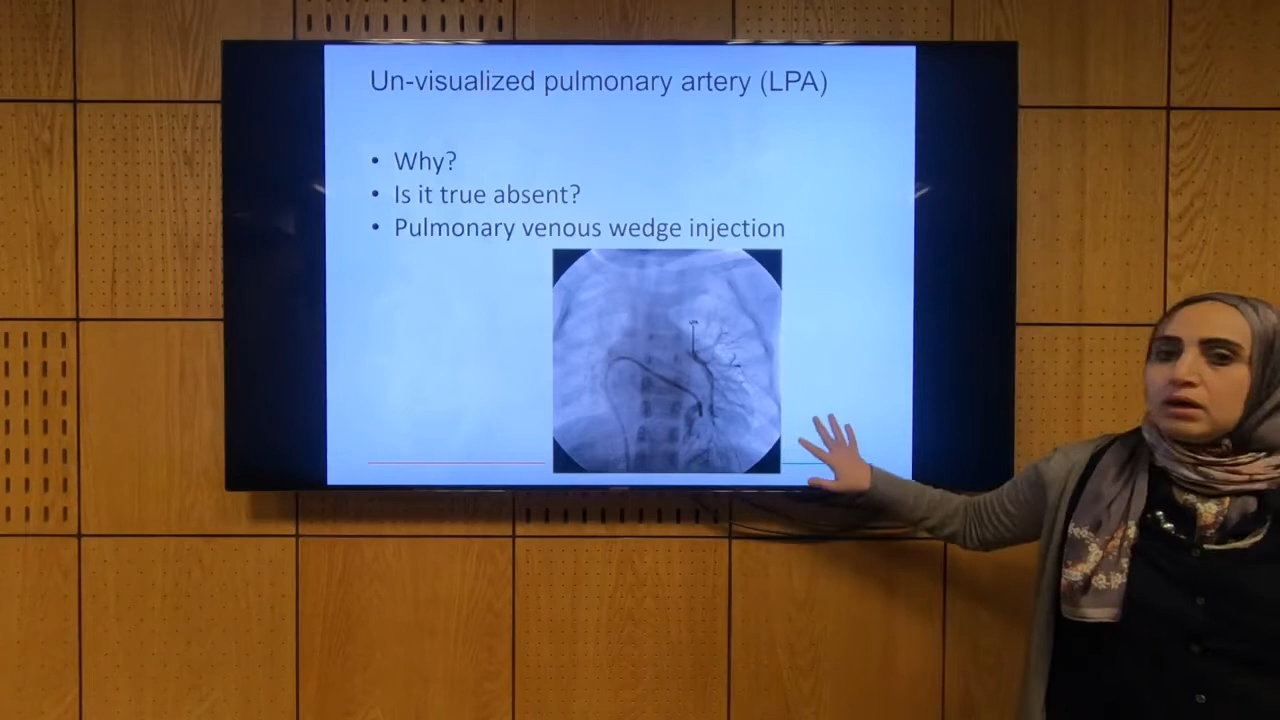 Un-visualized pulmonary artery (LPA)
• Why?
• Is it true absent?
• Pulmonary venous wedge injection